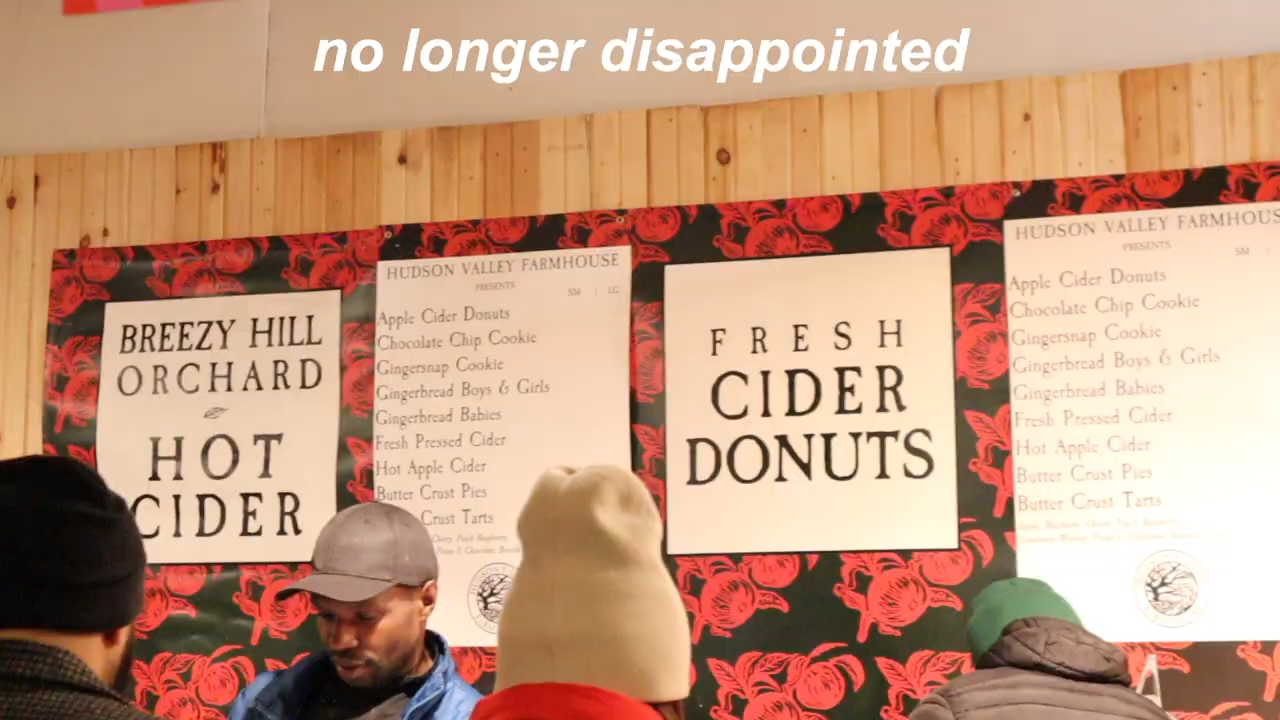 no longer disappointed
BREEZY HILL
ORCHARD
HOT
CIDER
HUDSON VALLEY FARMHOUSE
PRESENTS
SM | LG
Apple Cider Donuts
Chocolate Chip Cookie
Gingersnap Cookie
Gingerbread Boys & Girls
Gingerbread Babies
Fresh Pressed Cider
Hot Apple Cider
Butter Crust Pies
Crust Tarts
FRESH
CIDER
DONUTS
HUDSON VALLEY FARMHOUS
PRESENTS
SM |
Apple Cider Donuts
Chocolate Chip Cookie
Gingersnap Cookie
Gingerbread Boys & Girls
Gingerbread Babies
Fresh Pressed Cider
Hot Apple Cider
Butter Crust Pies
Butter Crust Tarts